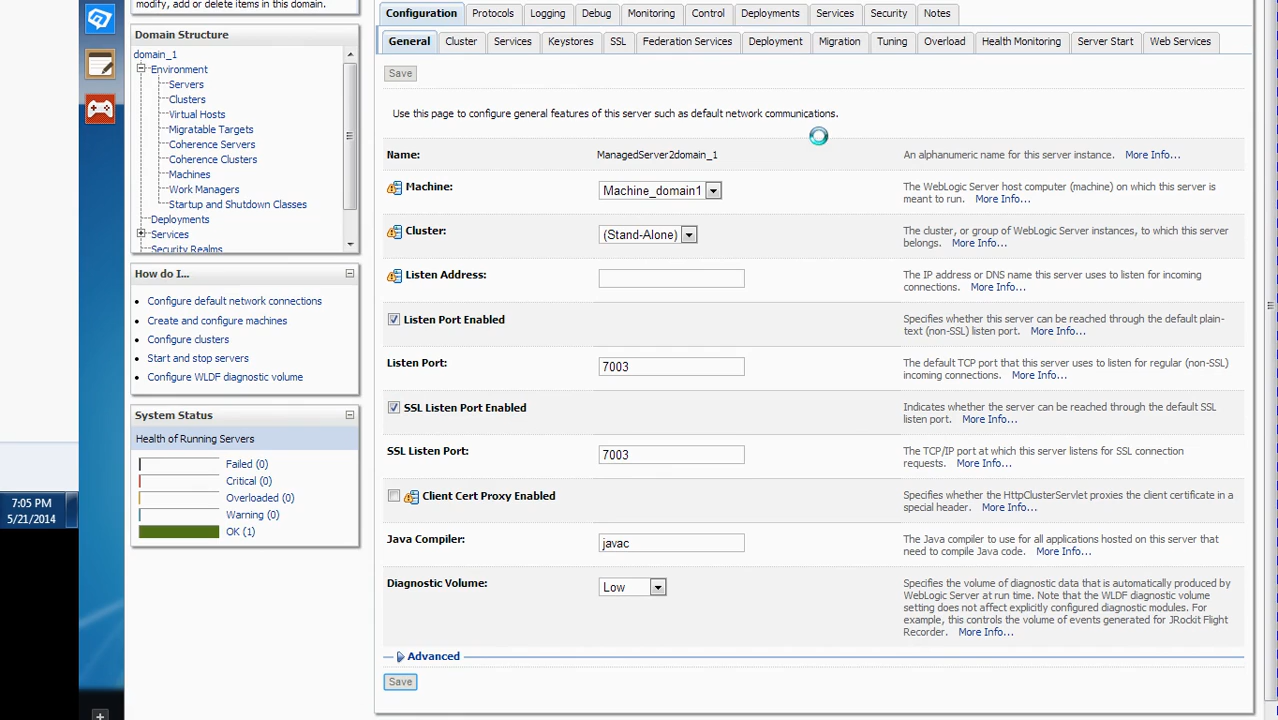 modify, add or delete items in this domain.
Domain Structure
domain_1
Environment
Servers
Clusters
Virtual Hosts
Migratable Targets
Coherence Servers
Coherence Clusters
Machines
Work Managers
Startup and Shutdown Classes
Deployments
Services
Security Realms
How do I...
Configure default network connections
Create and configure machines
Configure clusters
Start and stop servers
Configure WLDF diagnostic volume
System Status
Health of Running Servers
Failed (0)
Critical (0)
Overloaded (0)
Warning (0)
OK (1)
7:05 PM
5/21/2014
Configuration Protocols Logging Debug Monitoring Control Deployments Services Security Notes
General Cluster Services Keystores SSL Federation Services Deployment Migration Tuning Overload Health Monitoring Server Start Web Services
Save
Use this page to configure general features of this server such as default network communications.
Name: ManagedServer2domain_1 An alphanumeric name for this server instance. More Info...
Machine: Machine_domain1 The WebLogic Server host computer (machine) on which this server is
meant to run. More Info...
Cluster: (Stand-Alone) The cluster, or group of WebLogic Server instances, to which this server
belongs. More Info...
Listen Address: The IP address or DNS name this server uses to listen for incoming
connections. More Info...
Listen Port Enabled Specifies whether this server can be reached through the default plain-
text (non-SSL) listen port. More Info...
Listen Port: 7003 The default TCP port that this server uses to listen for regular (non-SSL)
incoming connections. More Info...
SSL Listen Port Enabled Indicates whether the server can be reached through the default SSL
listen port. More Info...
SSL Listen Port: 7003 The TCP/IP port at which this server listens for SSL connection
requests. More Info...
Client Cert Proxy Enabled Specifies whether the HttpClusterServlet proxies the client certificate in a
special header. More Info...
Java Compiler: javac The Java compiler to use for all applications hosted on this server that
need to compile Java code. More Info...
Diagnostic Volume: Low Specifies the volume of diagnostic data that is automatically produced by
WebLogic Server at run time. Note that the WLDF diagnostic volume
setting does not affect explicitly configured diagnostic modules. For
example, this controls the volume of events generated for JRockit Flight
Recorder. More Info...
Advanced
Save